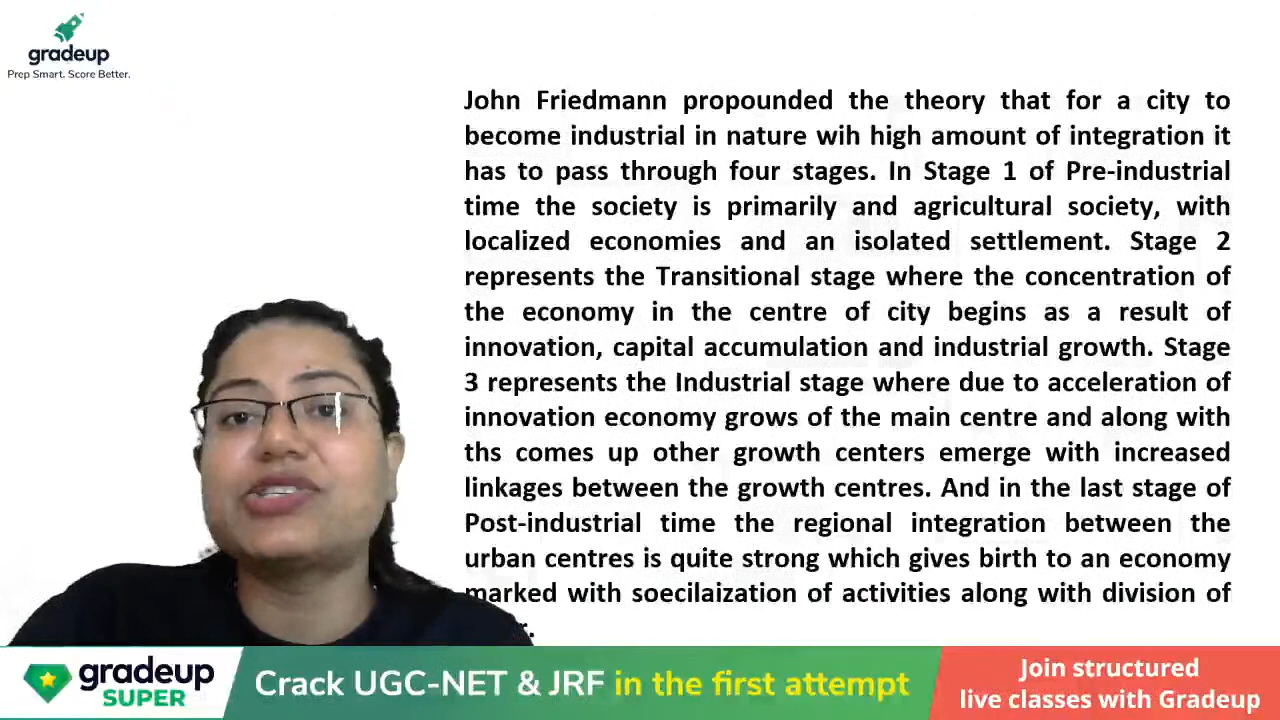 gradeup
Prep Smart. Score Better.
John Friedmann propounded the theory that for a city to
become industrial in nature wih high amount of integration it
has to pass through four stages. In Stage 1 of Pre-industrial
time the society is primarily and agricultural society, with
localized economies and an isolated settlement. Stage 2
represents the Transitional stage where the concentration of
the economy in the centre of city begins as a result of
innovation, capital accumulation and industrial growth. Stage
3 represents the Industrial stage where due to acceleration of
innovation economy grows of the main centre and along with
ths comes up other growth centers emerge with increased
linkages between the growth centres. And in the last stage of
Post-industrial time the regional integration between the
urban centres is quite strong which gives birth to an economy
marked with soecilaization of activities along with division of
gradeup
SUPER
Crack UGC-NET & JRF in the first attempt
Join structured
live classes with Gradeup